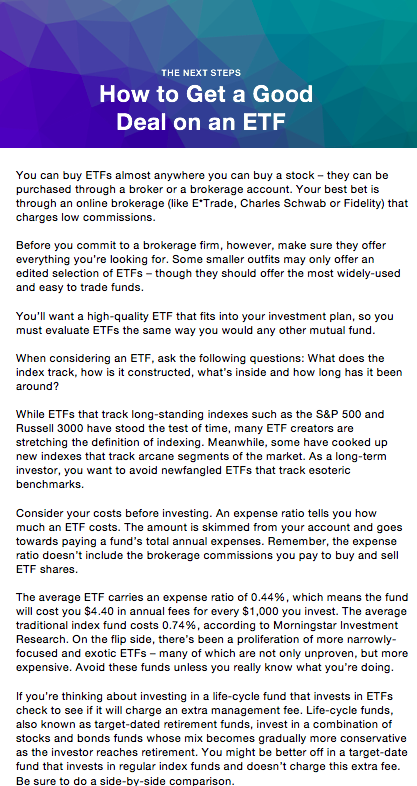 THE NEXT STEPS
How to Get a Good
Deal on an ETF
You can buy ETFs almost anywhere you can buy a stock – they can be
purchased through a broker or a brokerage account. Your best bet is
through an online brokerage (like E*Trade, Charles Schwab or Fidelity) that
charges low commissions.
Before you commit to a brokerage firm, however, make sure they offer
everything you're looking for. Some smaller outfits may only offer an
edited selection of ETFs – though they should offer the most widely-used
and easy to trade funds.
You'll want a high-quality ETF that fits into your investment plan, so you
must evaluate ETFs the same way you would any other mutual fund.
When considering an ETF, ask the following questions: What does the
index track, how is it constructed, what's inside and how long has it been
around?
While ETFs that track long-standing indexes such as the S&P 500 and
Russell 3000 have stood the test of time, many ETF creators are
stretching the definition of indexing. Meanwhile, some have cooked up
new indexes that track arcane segments of the market. As a long-term
investor, you want to avoid newfangled ETFs that track esoteric
benchmarks.
Consider your costs before investing. An expense ratio tells you how
much an ETF costs. The amount is skimmed from your account and goes
towards paying a fund's total annual expenses. Remember, the expense
ratio doesn't include the brokerage commissions you pay to buy and sell
ETF shares.
The average ETF carries an expense ratio of 0.44%, which means the fund
will cost you $4.40 in annual fees for every $1,000 you invest. The average
traditional index fund costs 0.74%, according to Morningstar Investment
Research. On the flip side, there's been a proliferation of more narrowly-
focused and exotic ETFs – many of which are not only unproven, but more
expensive. Avoid these funds unless you really know what you're doing.
If you're thinking about investing in a life-cycle fund that invests in ETFs
check to see if it will charge an extra management fee. Life-cycle funds,
also known as target-dated retirement funds, invest in a combination of
stocks and bonds funds whose mix becomes gradually more conservative
as the investor reaches retirement. You might be better off in a target-date
fund that invests in regular index funds and doesn't charge this extra fee.
Be sure to do a side-by-side comparison.